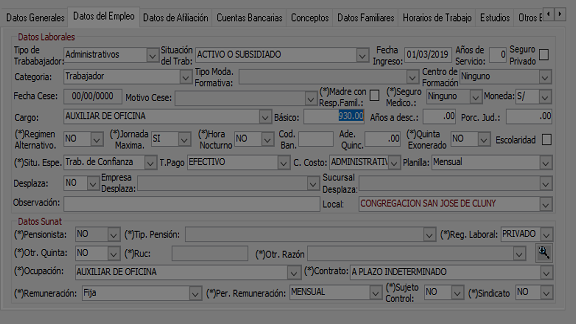 Datos Generales Datos del Empleo Datos de Afiliación Cuentas Bancarias Conceptos Datos Familiares Horarios de Trabajo Estudios Otros
Datos Laborales
Tipo de Trababajador: Administrativos Situación del Trab: ACTIVO O SUBSIDIADO Fecha Ingreso: 01/03/2019 Años de Servicio: 0 Seguro Privado
Categoria: Trabajador Tipo Moda. Formativa: Centro de Formación Ninguno
Fecha Cese: 00/00/0000 Motivo Cese: (*)Madre con Resp.Famil.: (*)Seguro Medico.: Ninguno Moneda: S/
Cargo: AUXILIAR DE OFICINA Básico: 930.00 Años a desc.: .00 Porc. Jud.: .00
(*)Regimen Alternativo. NO (*)Jornada Maxima. SI (*)Hora Nocturno NO Cod. Ban. Ade. Quinc. .00 (*)Quinta Exonerado NO Escolaridad
(*)Situ. Espe. Trab. de Confianza T.Pago EFECTIVO C. Costo: ADMINISTRATIV Planilla: Mensual
Desplaza: NO Empresa Desplaza: Sucursal Desplaza:
Observación: Local: CONGREGACION SAN JOSE DE CLUNY
Datos Sunat
(*)Pensionista: NO (*)Tip. Pensión: (*)Reg. Laboral: PRIVADO
(*)Otr. Quinta: NO (*)Ruc: (*)Otr. Razón
(*)Ocupación: AUXILIAR DE OFICINA (*)Contrato: A PLAZO INDETERMINADO
(*)Remuneración: Fija (*)Per. Remuneración: MENSUAL (*)Sujeto Control: NO (*)Sindicato NO